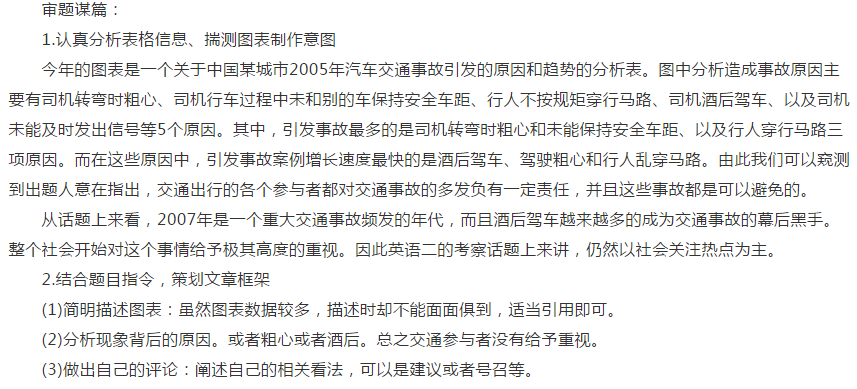 审题谋篇：
1.认真分析表格信息、揣测图表制作意图
今年的图表是一个关于中国某城市2005年汽车交通事故引发的原因和趋势的分析表。图中分析造成事故原因主
要有司机转弯时粗心、司机行车过程中未和别的车保持安全车距、行人不按规矩穿行马路、司机酒后驾车、以及司机
未能及时发出信号等5个原因。其中，引发事故最多的是司机转弯时粗心和未能保持安全车距、以及行人穿行马路三
项原因。而在这些原因中，引发事故案例增长速度最快的是酒后驾车、驾驶粗心和行人乱穿马路。由此我们可以窥测
到出题人意在指出，交通出行的各个参与者都对交通事故的多发负有一定责任，并且这些事故都是可以避免的。
从话题上来看，2007年是一个重大交通事故频发的年代，而且酒后驾车越来越多的成为交通事故的幕后黑手。
整个社会开始对这个事情给予极其高度的重视。因此英语二的考察话题上来讲，仍然以社会关注热点为主。
2.结合题目指令，策划文章框架
(1)简明描述图表：虽然图表数据较多，描述时却不能面面俱到，适当引用即可。
(2)分析现象背后的原因。或者粗心或者酒后。总之交通参与者没有给予重视。
(3)做出自己的评论：阐述自己的相关看法，可以是建议或者号召等。